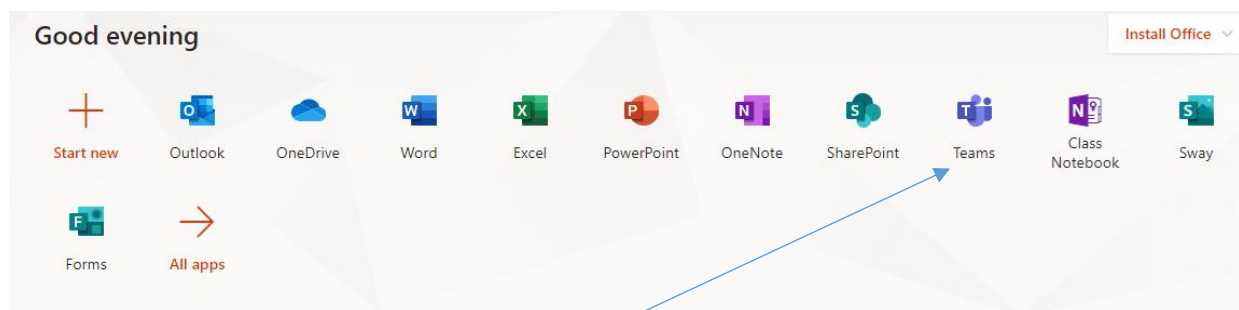 Good evening
Install Office
Start new
Outlook
OneDrive
Word
Excel
PowerPoint
OneNote
SharePoint
Teams
Class
Notebook
Sway
Forms
All apps